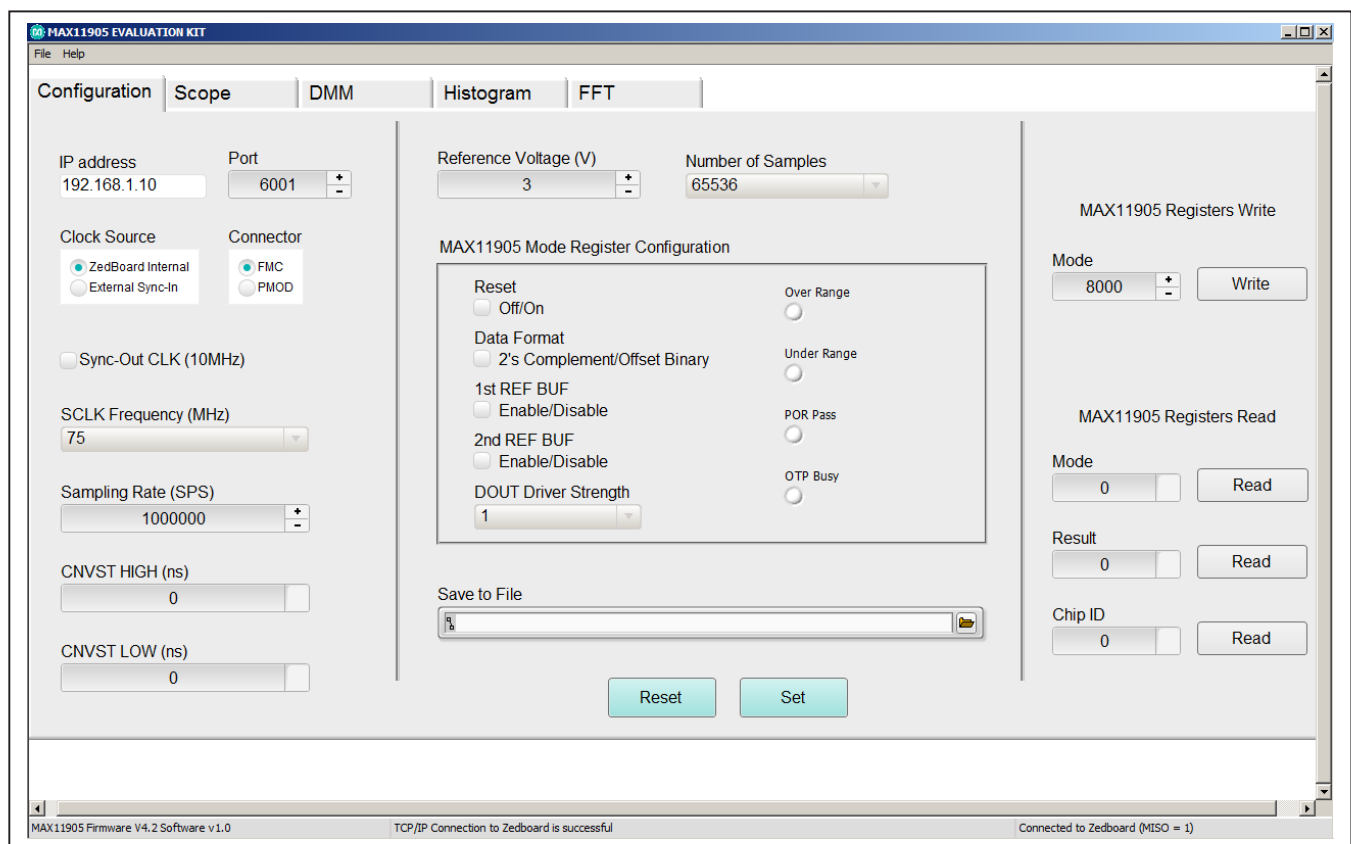 MAX11905 EVALUATION KIT
File Help
Configuration Scope DMM Histogram FFT
IP address
192.168.1.10
Port
6001
Clock Source
ZedBoard Internal
External Sync-In
Connector
FMC
PMOD
Sync-Out CLK (10MHz)
SCLK Frequency (MHz)
75
Sampling Rate (SPS)
1000000
CNVST HIGH (ns)
0
CNVST LOW (ns)
0
Reference Voltage (V)
3
Number of Samples
65536
MAX11905 Mode Register Configuration
Reset
Off/On
Data Format
2's Complement/Offset Binary
1st REF BUF
Enable/Disable
2nd REF BUF
Enable/Disable
DOUT Driver Strength
1
Over Range
Under Range
POR Pass
OTP Busy
Save to File
Reset Set
MAX11905 Registers Write
Mode
8000 Write
MAX11905 Registers Read
Mode
0 Read
Result
0 Read
Chip ID
0 Read
MAX11905 Firmware V4.2 Software v1.0 TCP/IP Connection to Zedboard is successful Connected to Zedboard (MISO = 1)